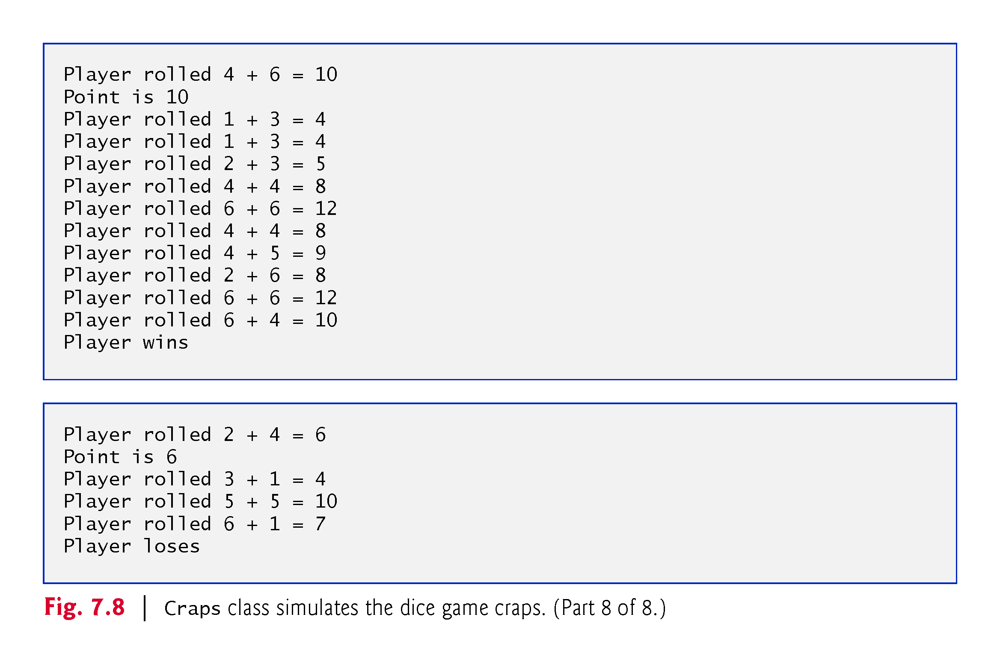 Player rolled 4 + 6 = 10
Point is 10
Player rolled 1 + 3 = 4
Player rolled 1 + 3 = 4
Player rolled 2 + 3 = 5
Player rolled 4 + 4 = 8
Player rolled 6 + 6 = 12
Player rolled 4 + 4 = 8
Player rolled 4 + 5 = 9
Player rolled 2 + 6 = 8
Player rolled 6 + 6 = 12
Player rolled 6 + 4 = 10
Player wins
Player rolled 2 + 4 = 6
Point is 6
Player rolled 3 + 1 = 4
Player rolled 5 + 5 = 10
Player rolled 6 + 1 = 7
Player loses
Fig. 7.8 | Craps class simulates the dice game craps. (Part 8 of 8.)